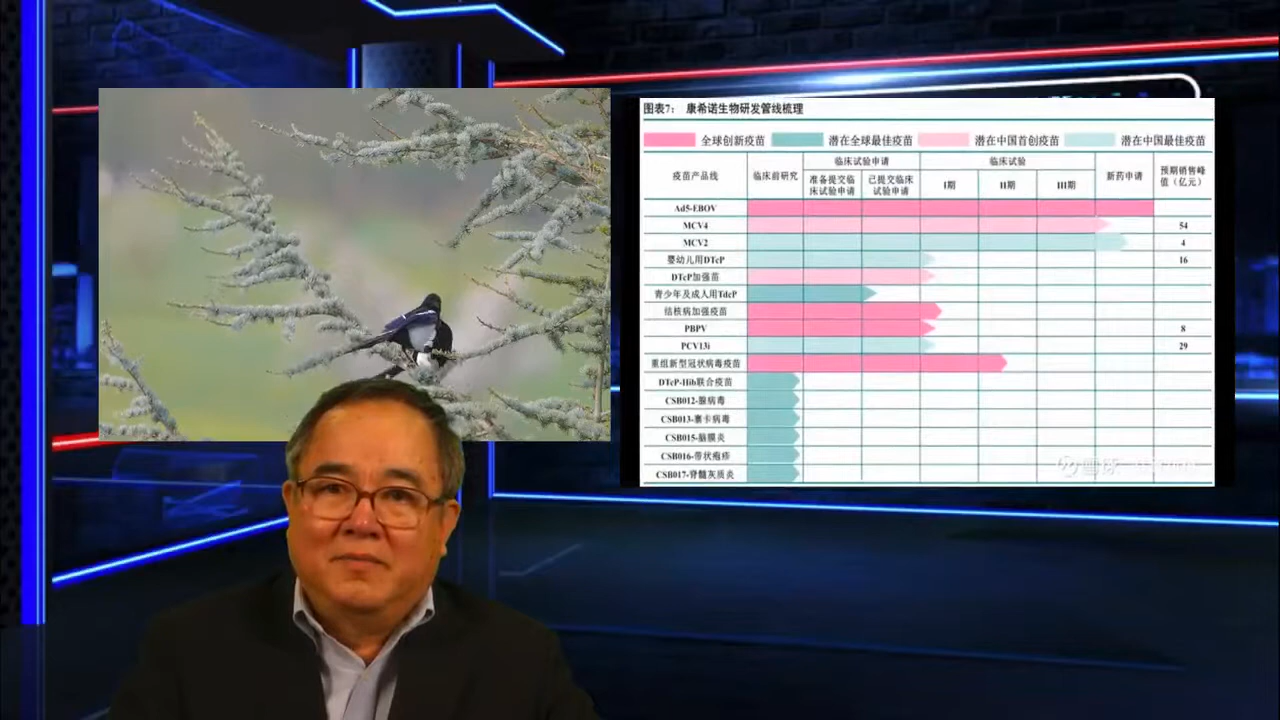 图表7： 康希诺生物研发管线梳理
全球创新疫苗 潜在全球最佳疫苗 潜在中国首创疫苗 潜在中国最佳疫苗
疫苗产品线 临床前研究 临床试验申请 临床试验 新药申请 预期销售峰值（亿元）
准备提交临床试验申请 已提交临床试验申请 I期 II期 III期
Ad5-EBOV
MCV4 54
MCV2 4
婴幼儿用DTcP 16
DTcP加强苗
青少年及成人用TdcP
结核病加强疫苗
PBPV 8
PCV13i 29
重组新型冠状病毒疫苗
DTcP-Hib联合疫苗
CSB012-腺病毒
CSB013-寨卡病毒
CSB015-脑膜炎
CSB016-带状疱疹
CSB017-脊髓灰质炎